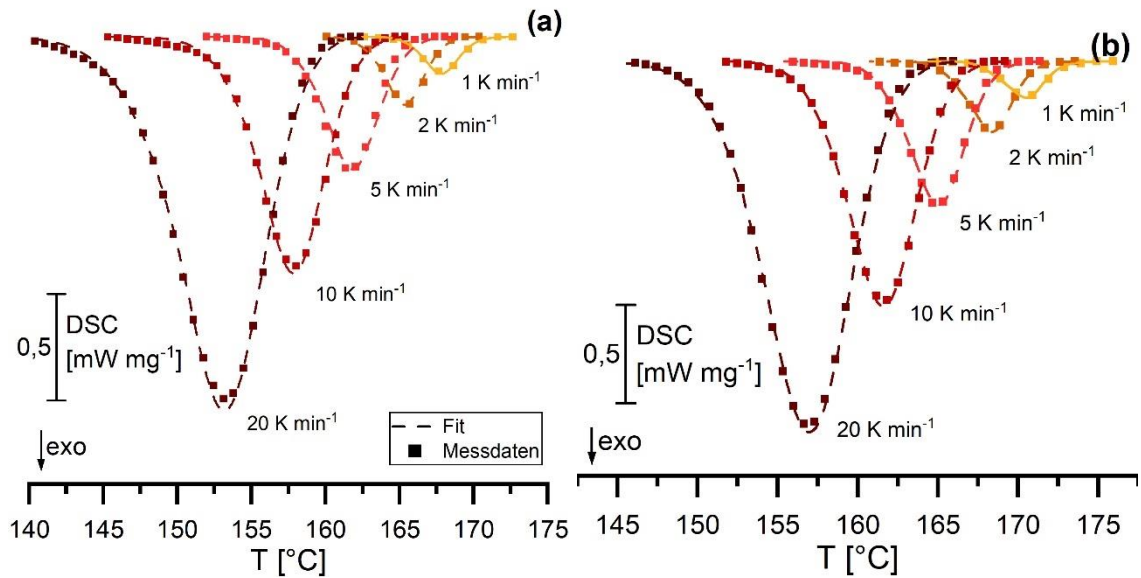 (a)
1 K min⁻¹
2 K min⁻¹
5 K min⁻¹
10 K min⁻¹
20 K min⁻¹
0,5
DSC
[mW mg⁻¹]
exo
Fit
Messdaten
140 145 150 155 160 165 170 175
T [°C]
(b)
1 K min⁻¹
2 K min⁻¹
5 K min⁻¹
10 K min⁻¹
20 K min⁻¹
0,5
DSC
[mW mg⁻¹]
exo
145 150 155 160 165 170 175
T [°C]